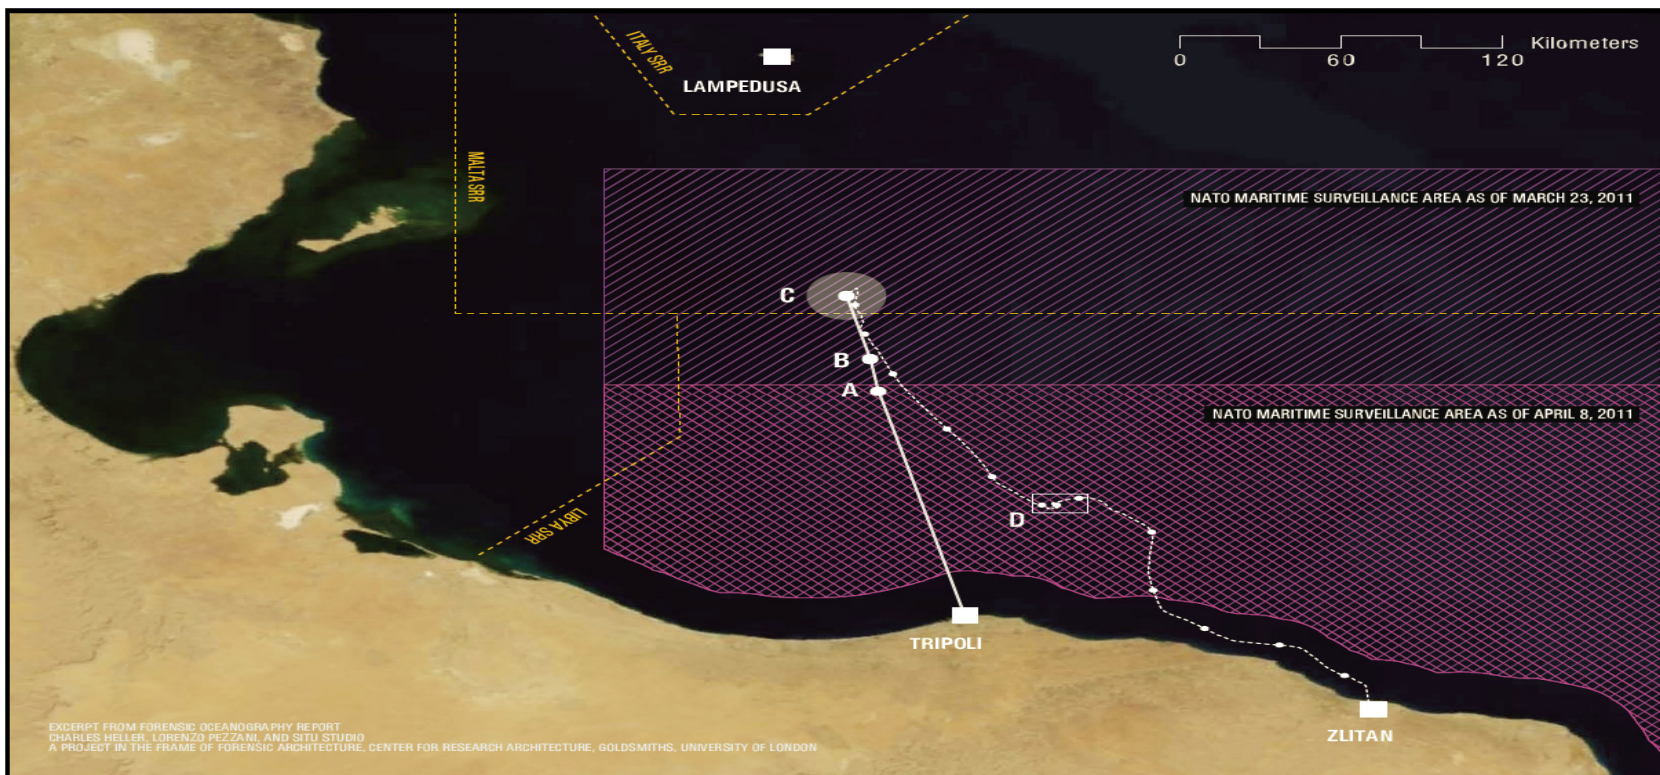 ITALY SRR
LAMPEDUSA
Kilometers
0 60 120
MALTA SRR
NATO MARITIME SURVEILLANCE AREA AS OF MARCH 23, 2011
C
B
A
NATO MARITIME SURVEILLANCE AREA AS OF APRIL 8, 2011
D
LIBYA SRR
TRIPOLI
ZLITAN
EXCERPT FROM FORENSIC OCEANOGRAPHY REPORT
CHARLES HELLER, LORENZO PEZZANI, AND SITU STUDIO
A PROJECT IN THE FRAME OF FORENSIC ARCHITECTURE, CENTER FOR RESEARCH ARCHITECTURE, GOLDSMITHS, UNIVERSITY OF LONDON